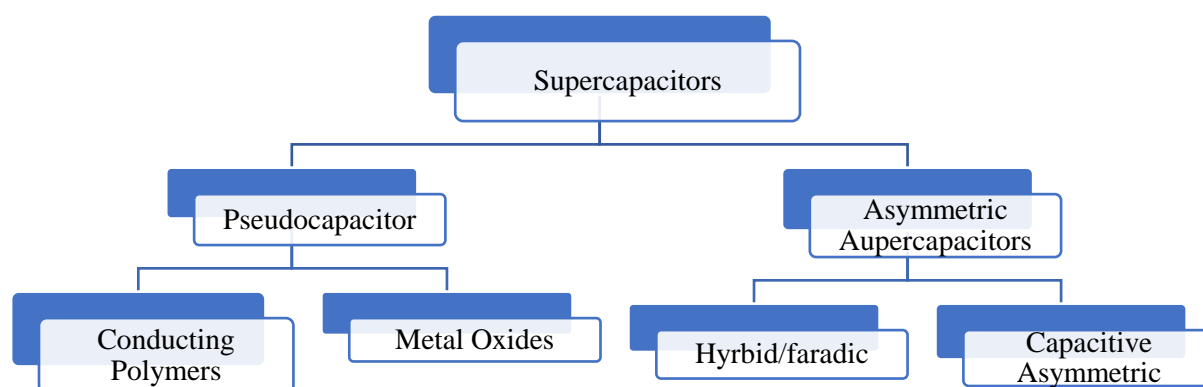 Supercapacitors
Pseudocapacitor
Asymmetric
Aupercapacitors
Conducting
Polymers
Metal Oxides
Hyrbid/faradic
Capacitive
Asymmetric